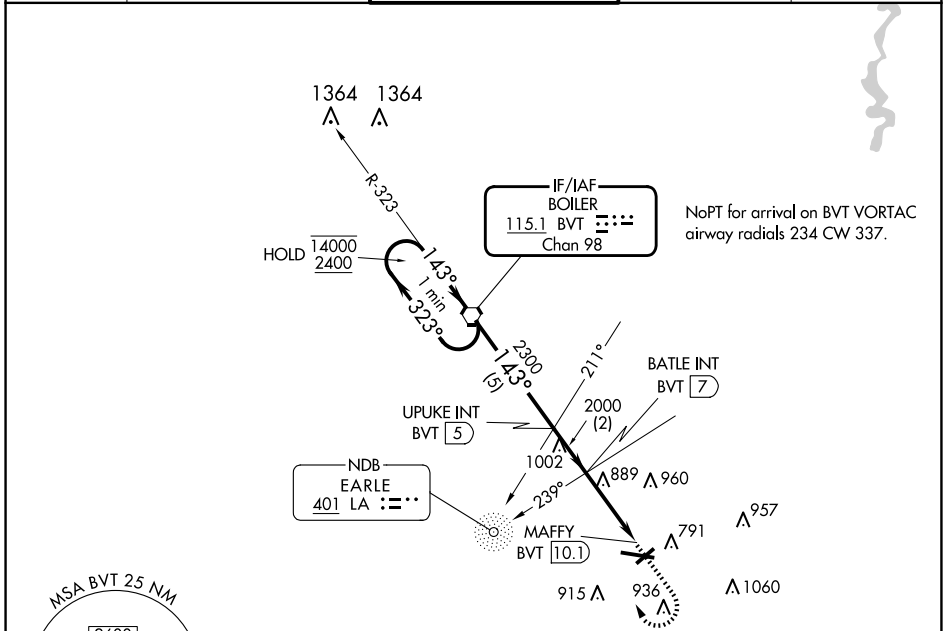 1364 1364
R-323
HOLD 14000
2400
143°
1 min
323°
IF/IAF
BOILER
115.1 BVT
Chan 98
NoPT for arrival on BVT VORTAC
airway radials 234 CW 337.
2300
143°
(5)
211°
BATLE INT
BVT 7
UPUKE INT
BVT 5
2000
(2)
1002
NDB
EARLE
401 LA
239°
889 960
MAFFY
BVT 10.1
791
957
915 936 1060
MSA BVT 25 NM